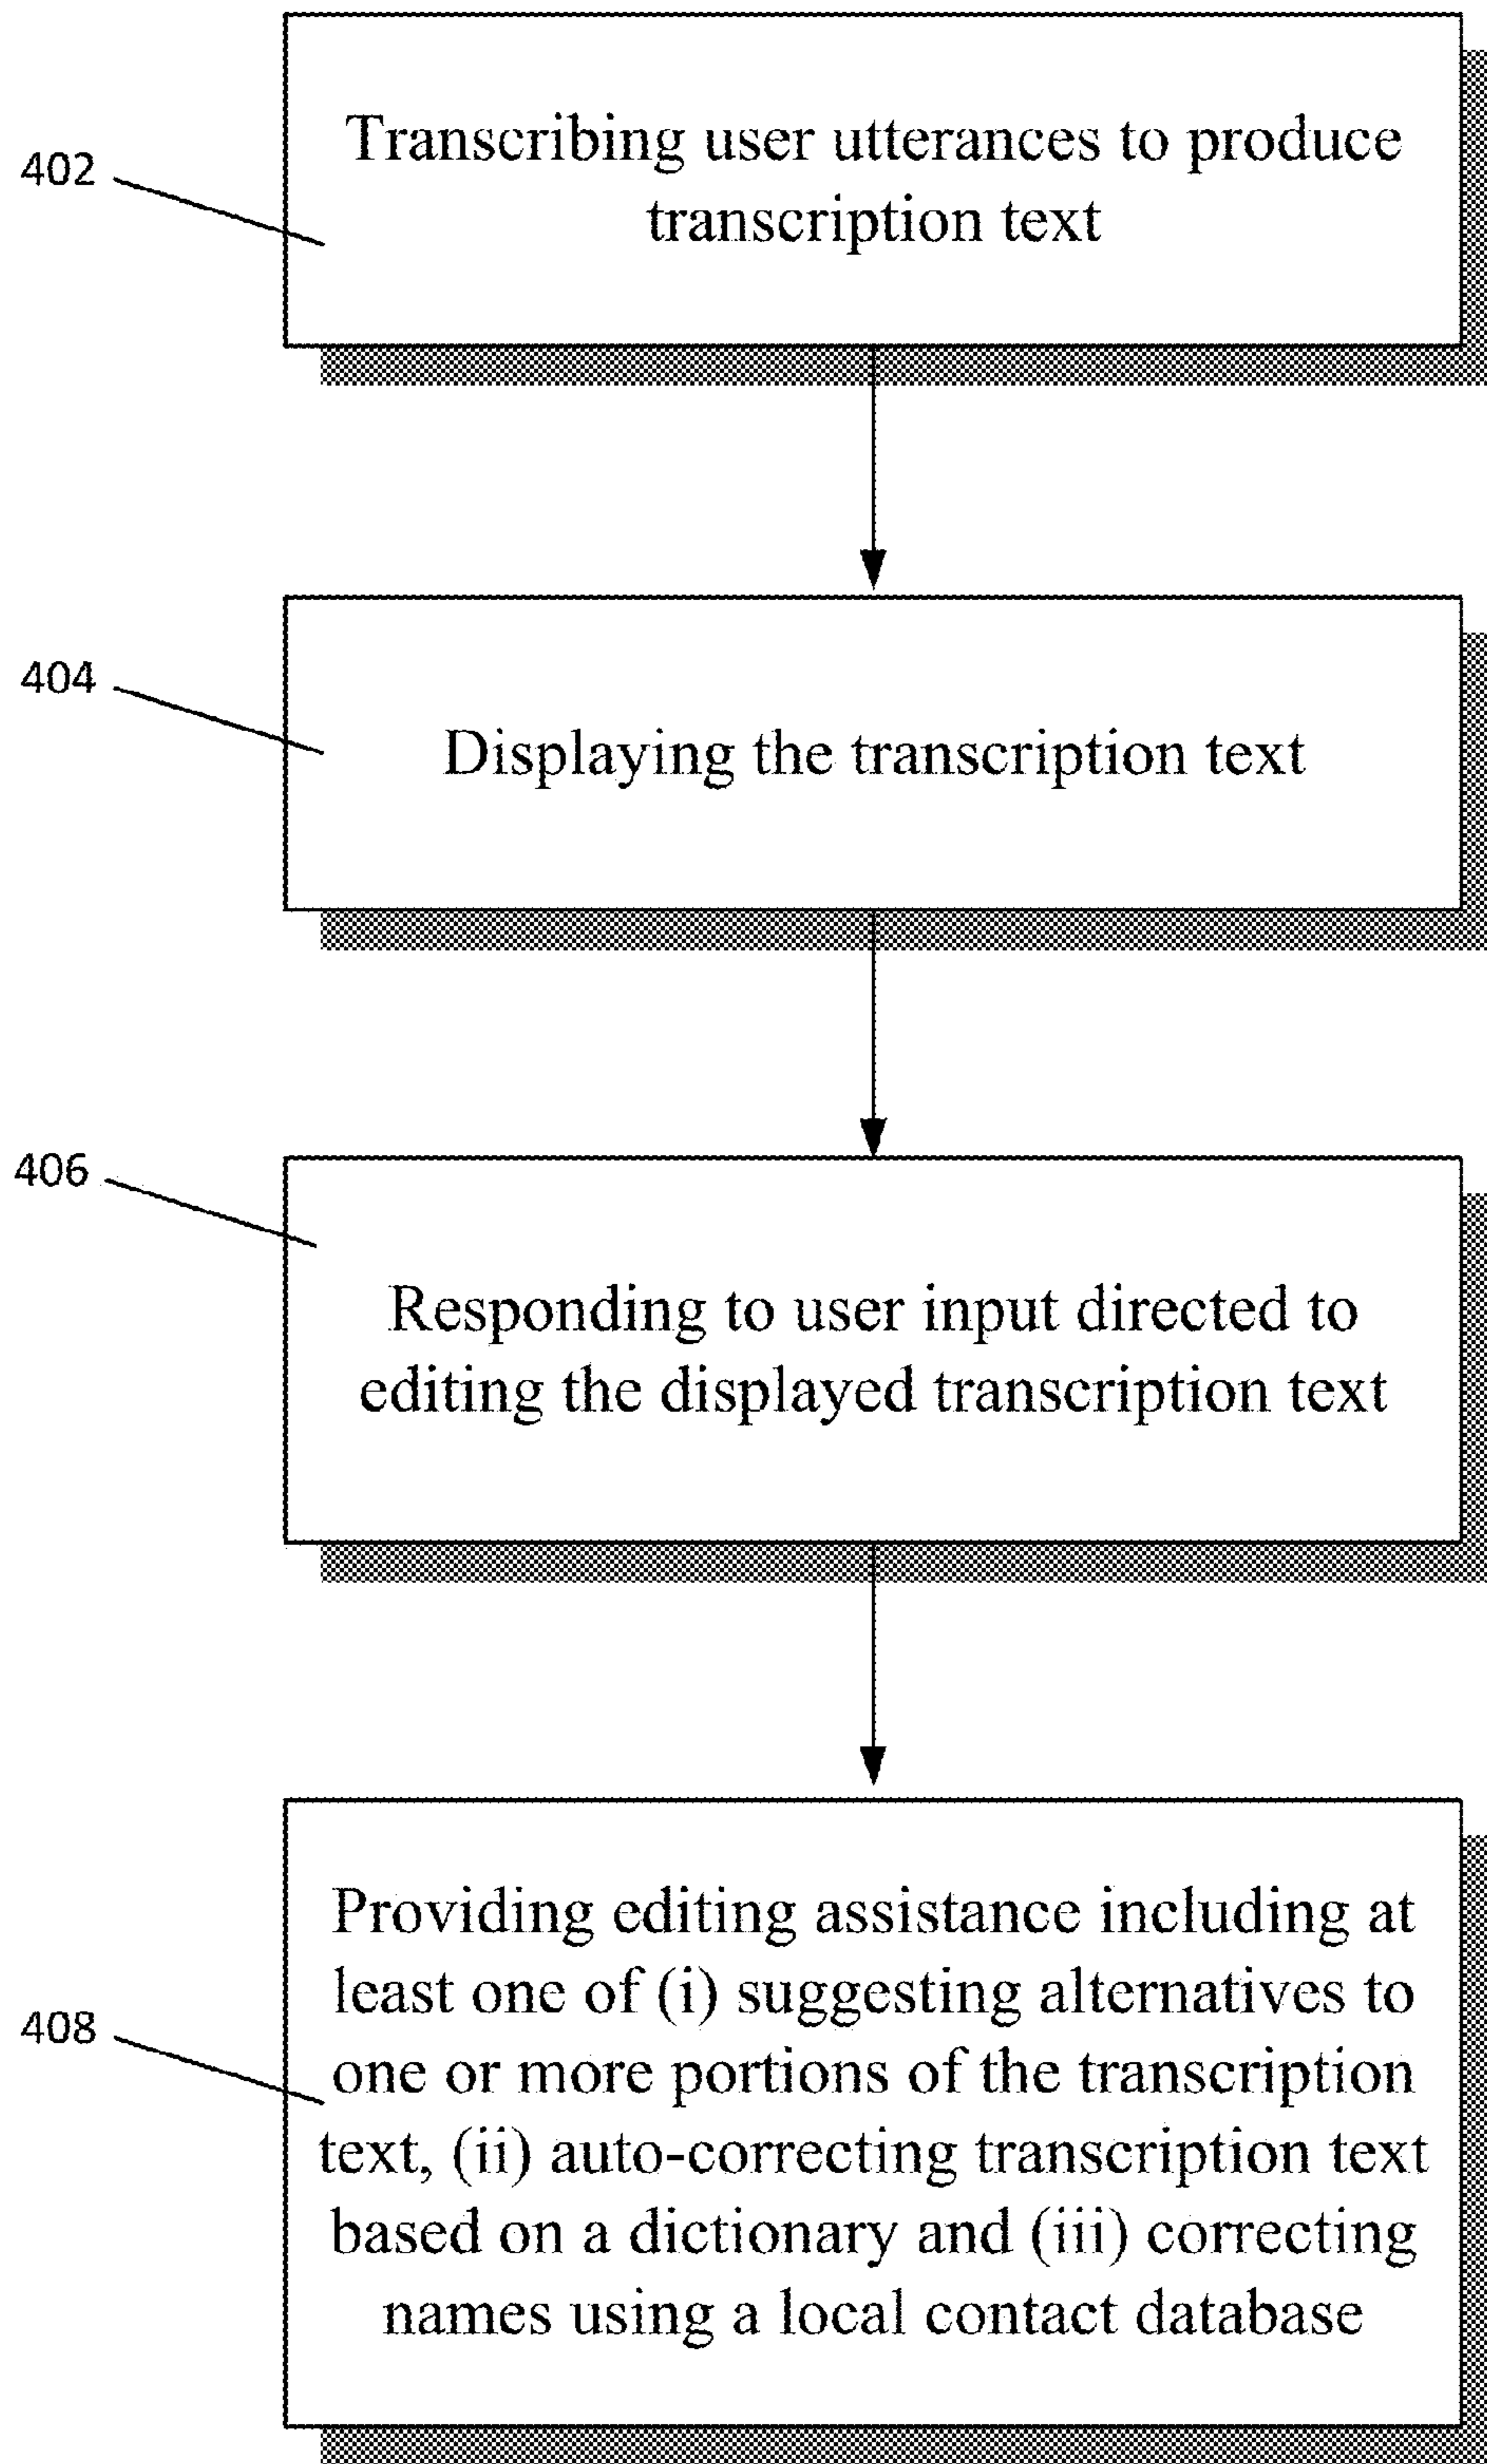 402
Transcribing user utterances to produce
transcription text
404
Displaying the transcription text
406
Responding to user input directed to
editing the displayed transcription text
408
Providing editing assistance including at
least one of (i) suggesting alternatives to
one or more portions of the transcription
text, (ii) auto-correcting transcription text
based on a dictionary and (iii) correcting
names using a local contact database